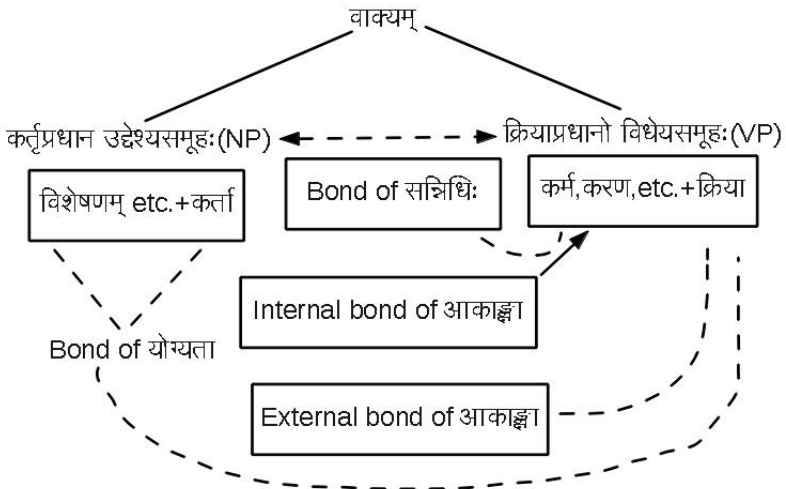 वाक्यम्
कर्तृप्रधान उद्देश्यसमूहः(NP)
क्रियाप्रधानो विधेयसमूहः(VP)
विशेषणम् etc.+कर्ता
Bond of सन्निधिः
कर्म,करण,etc.+क्रिया
Internal bond of आकाङ्क्षा
Bond of योग्यता
External bond of आकाङ्क्षा